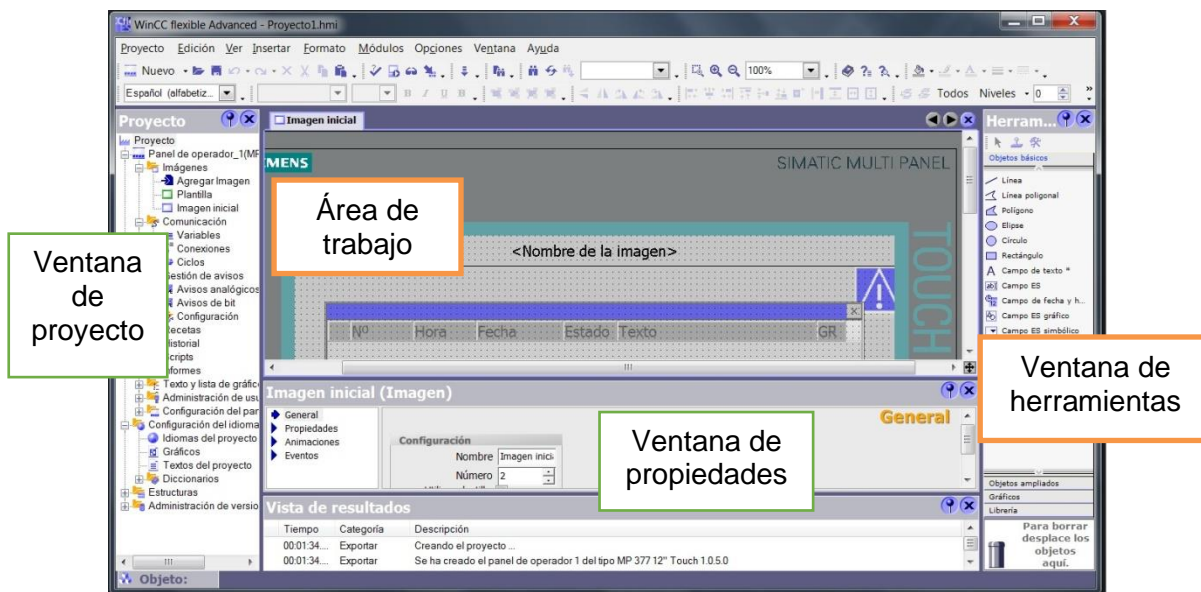 WinCC flexible Advanced - Proyecto1.hmi
Proyecto Edición Ver Insertar Formato Módulos Opciones Ventana Ayuda
Nuevo 100%
Español (alfabetiz... Todos Niveles 0
Proyecto
Proyecto
Panel de operador_1(MP
Imágenes
Agregar Imagen
Plantilla
Imagen inicial
Comunicación
Variables
Conexiones
Ciclos
estión de avisos
Avisos analógicos
Avisos de bit
Configuración
ecetas
istorial
cripts
formes
Texto y lista de gráfic
Administración de usu
Configuración del par
Configuración del idioma
Idiomas del proyecto
Gráficos
Textos del proyecto
Diccionarios
Estructuras
Administración de versio
Ventana
de
proyecto
Imagen inicial
MENS
SIMATIC MULTI PANEL
TOUCH
Área de
trabajo
<Nombre de la imagen>
Nº Hora Fecha Estado Texto GR
Imagen inicial (Imagen)
General
Propiedades
Animaciones
Eventos
General
Configuración
Nombre Imagen inici
Número 2
Ventana de
propiedades
Vista de resultados
Tiempo Categoría Descripción
00:01:34.... Exportar Creando el proyecto ...
00:01:34.... Exportar Se ha creado el panel de operador 1 del tipo MP 377 12" Touch 1.0.5.0
Herram...
Objetos básicos
Línea
Línea poligonal
Polígono
Elipse
Círculo
Rectángulo
Campo de texto
Campo ES
Campo de fecha y h...
Campo ES gráfico
Campo ES simbólico
Ventana de
herramientas
Objetos ampliados
Gráficos
Librería
Para borrar
desplace los
objetos
aquí.
Objeto: